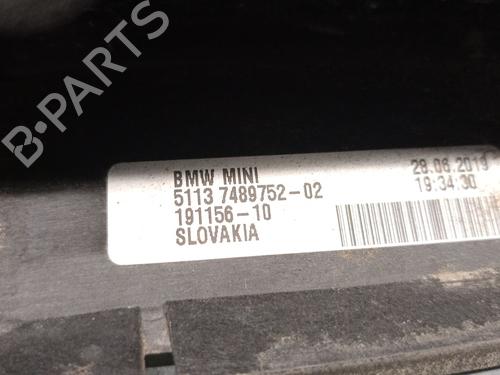 BMW MINI
5113 7489752-02
191156-10
SLOVAKIA
28.06.2019
19:34:30
B-PARTS